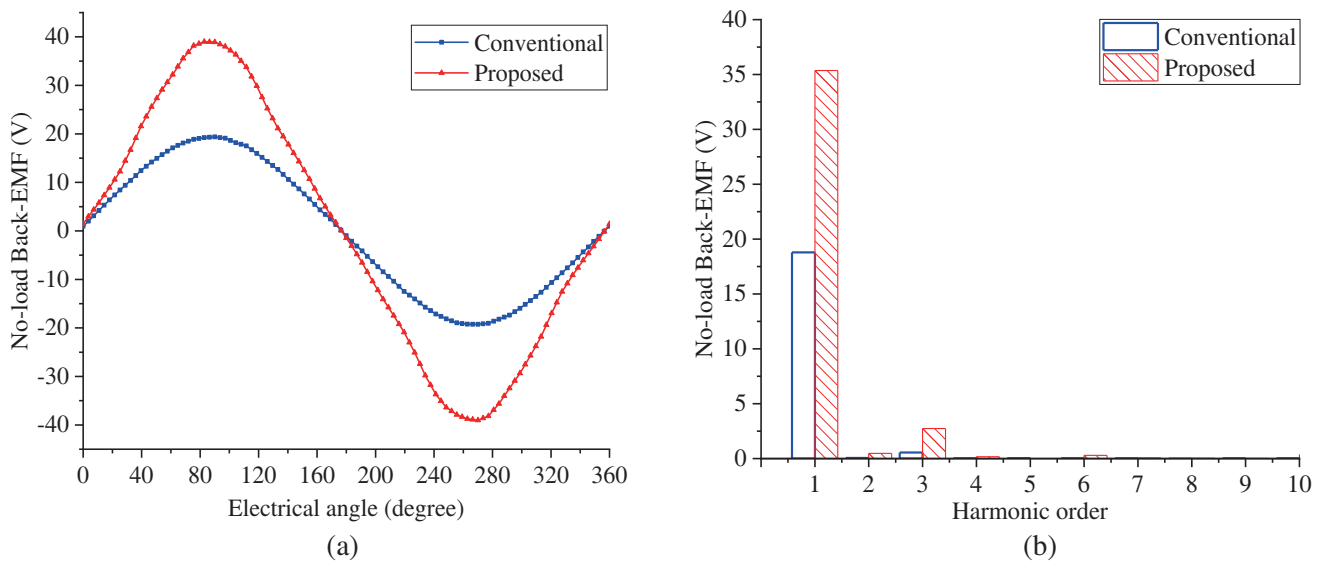 No-load Back-EMF (V)
40
30
20
10
0
-10
-20
-30
-40
Conventional
Proposed
0 40 80 120 160 200 240 280 320 360
Electrical angle (degree)
(a)
No-load Back-EMF (V)
40
35
30
25
20
15
10
5
0
Conventional
Proposed
1 2 3 4 5 6 7 8 9 10
Harmonic order
(b)